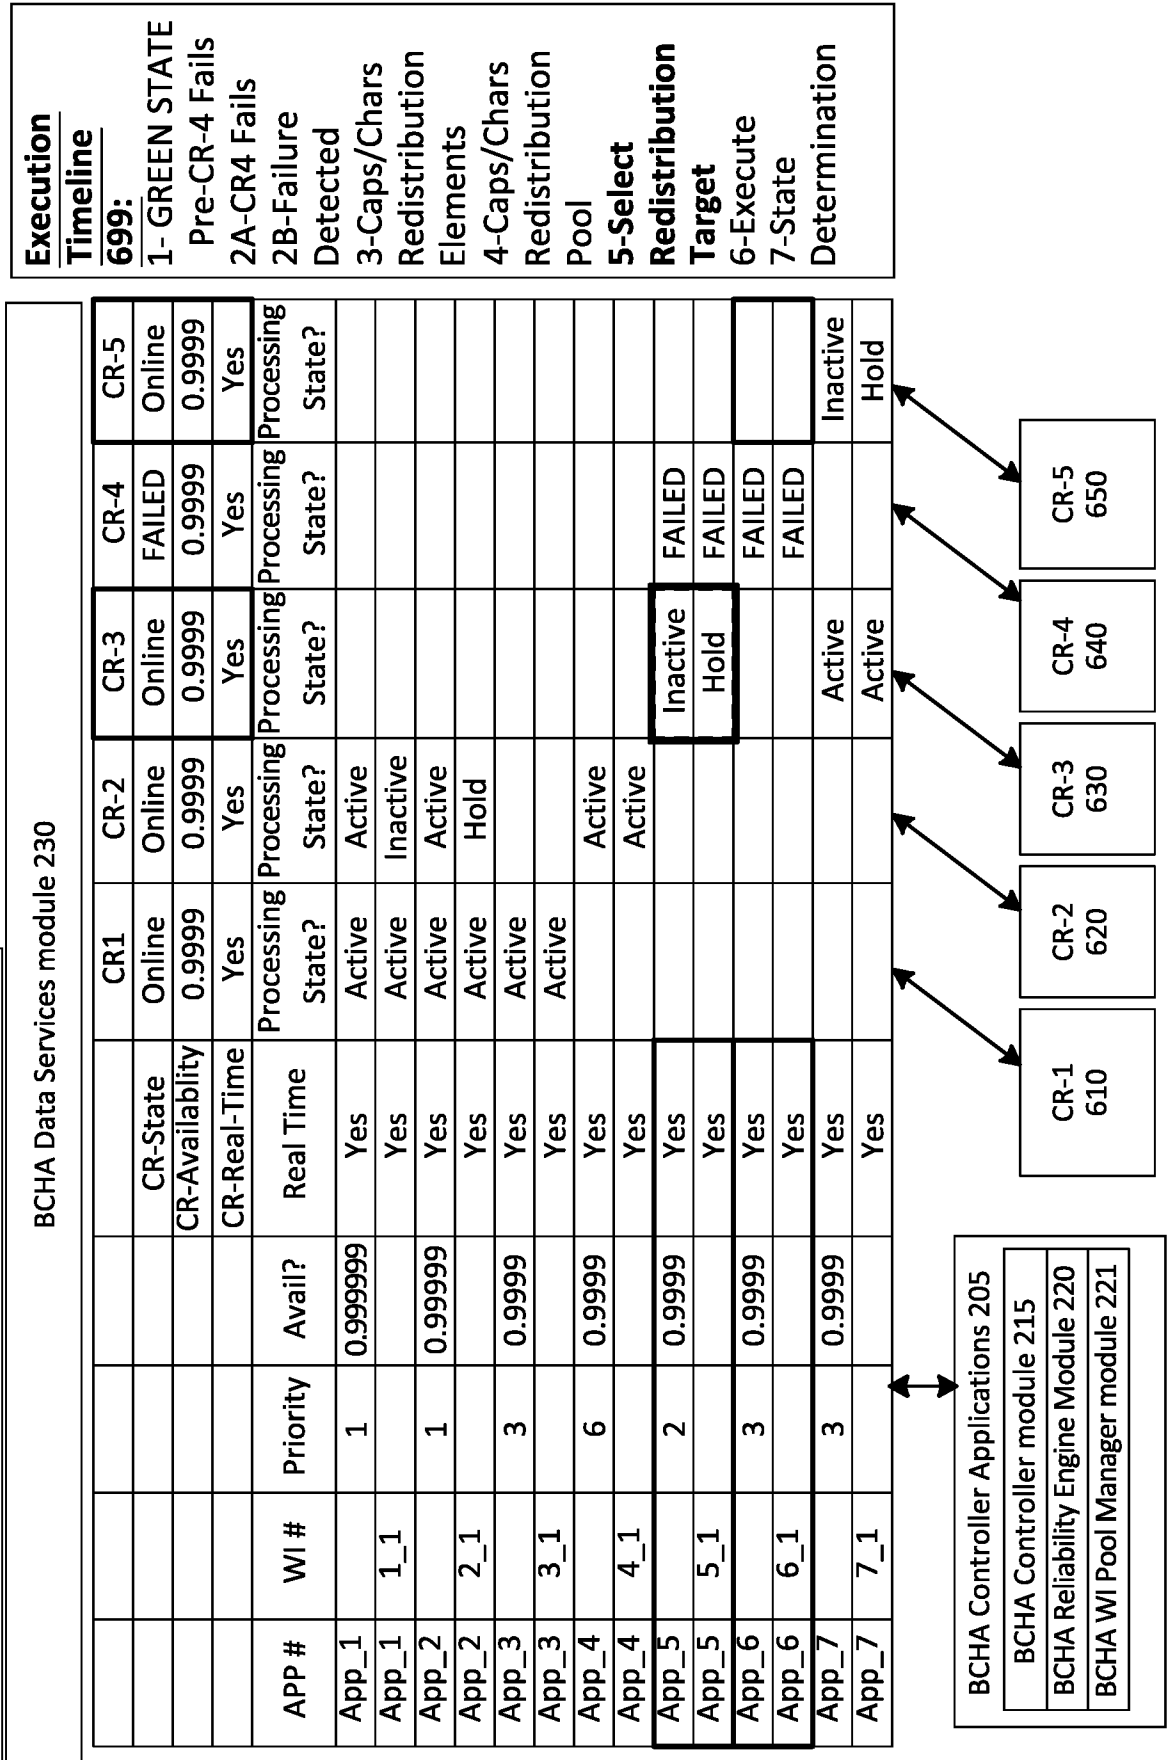 BCHA Data Services module 230
CR1 CR-2 CR-3 CR-4 CR-5
CR-State Online Online Online FAILED Online
CR-Availablity 0.9999 0.9999 0.9999 0.9999 0.9999
CR-Real-Time Yes Yes Yes Yes Yes
APP # WI # Priority Avail? Real Time Processing State? Processing State? Processing State? Processing State? Processing State?
App_1 1 0.999999 Yes Active Active
App_1 1_1 Yes Active Inactive
App_2 1 0.99999 Yes Active Active
App_2 2_1 Yes Active Hold
App_3 3 0.9999 Yes Active
App_3 3_1 Yes Active
App_4 6 0.9999 Yes Active
App_4 4_1 Yes Active
App_5 2 0.9999 Yes Inactive FAILED
App_5 5_1 Yes Hold FAILED
App_6 3 0.9999 Yes FAILED
App_6 6_1 Yes FAILED
App_7 3 0.9999 Yes Active Inactive
App_7 7_1 Yes Active Hold
Execution
Timeline
699:
1- GREEN STATE
Pre-CR-4 Fails
2A-CR4 Fails
2B-Failure
Detected
3-Caps/Chars
Redistribution
Elements
4-Caps/Chars
Redistribution
Pool
5-Select
Redistribution
Target
6-Execute
7-State
Determination
BCHA Controller Applications 205
BCHA Controller module 215
BCHA Reliability Engine Module 220
BCHA WI Pool Manager module 221
CR-1
610
CR-2
620
CR-3
630
CR-4
640
CR-5
650